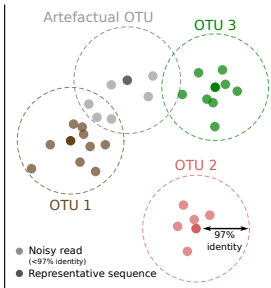 Artefactual OTU
OTU 3
OTU 1
OTU 2
97%
identity
Noisy read
(<97% identity)
Representative sequence